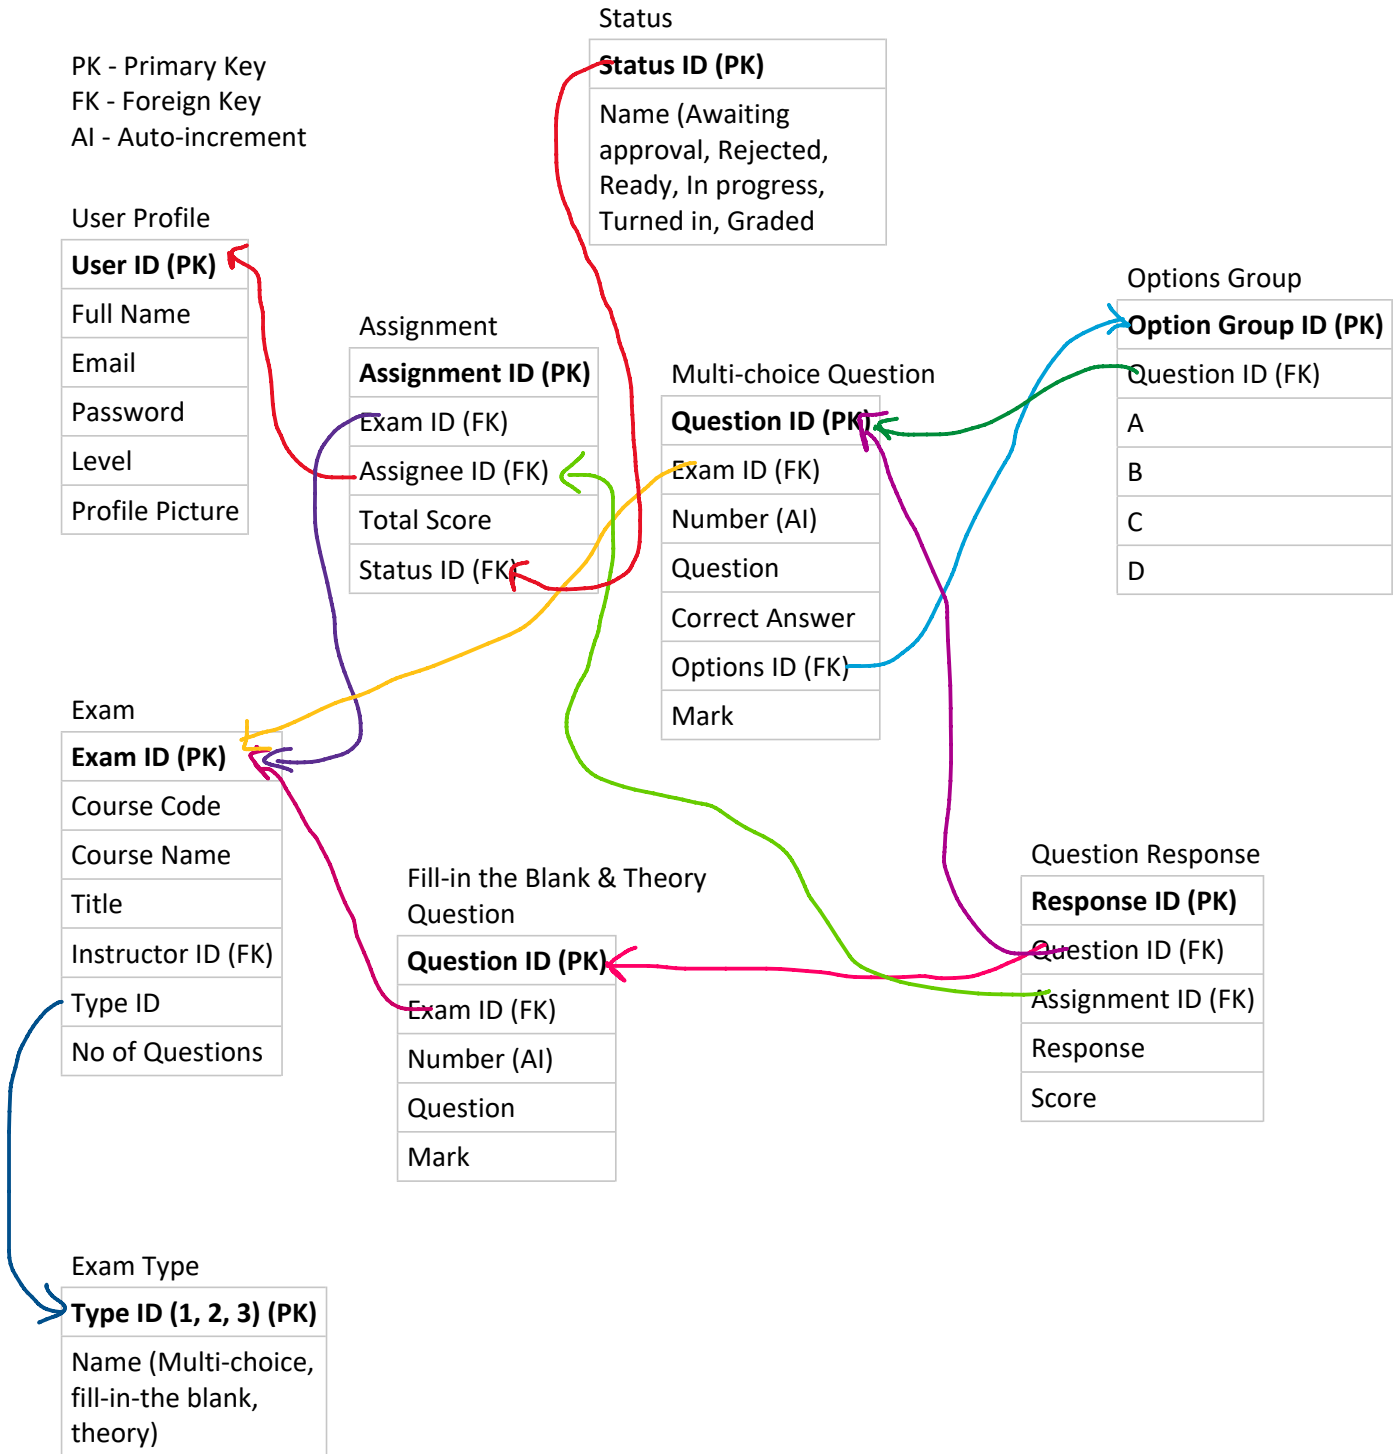 Status
Status ID (PK)
Name (Awaiting
approval, Rejected,
Ready, In progress,
Turned in, Graded
PK - Primary Key
FK - Foreign Key
AI - Auto-increment
User Profile
User ID (PK)
Full Name
Email
Password
Level
Profile Picture
Assignment
Assignment ID (PK)
Exam ID (FK)
Assignee ID (FK)
Total Score
Status ID (FK)
Multi-choice Question
Question ID (PK)
Exam ID (FK)
Number (AI)
Question
Correct Answer
Options ID (FK)
Mark
Options Group
Option Group ID (PK)
Question ID (FK)
A
B
C
D
Exam
Exam ID (PK)
Course Code
Course Name
Title
Instructor ID (FK)
Type ID
No of Questions
Fill-in the Blank & Theory
Question
Question ID (PK)
Exam ID (FK)
Number (AI)
Question
Mark
Question Response
Response ID (PK)
Question ID (FK)
Assignment ID (FK)
Response
Score
Exam Type
Type ID (1, 2, 3) (PK)
Name (Multi-choice,
fill-in-the blank,
theory)